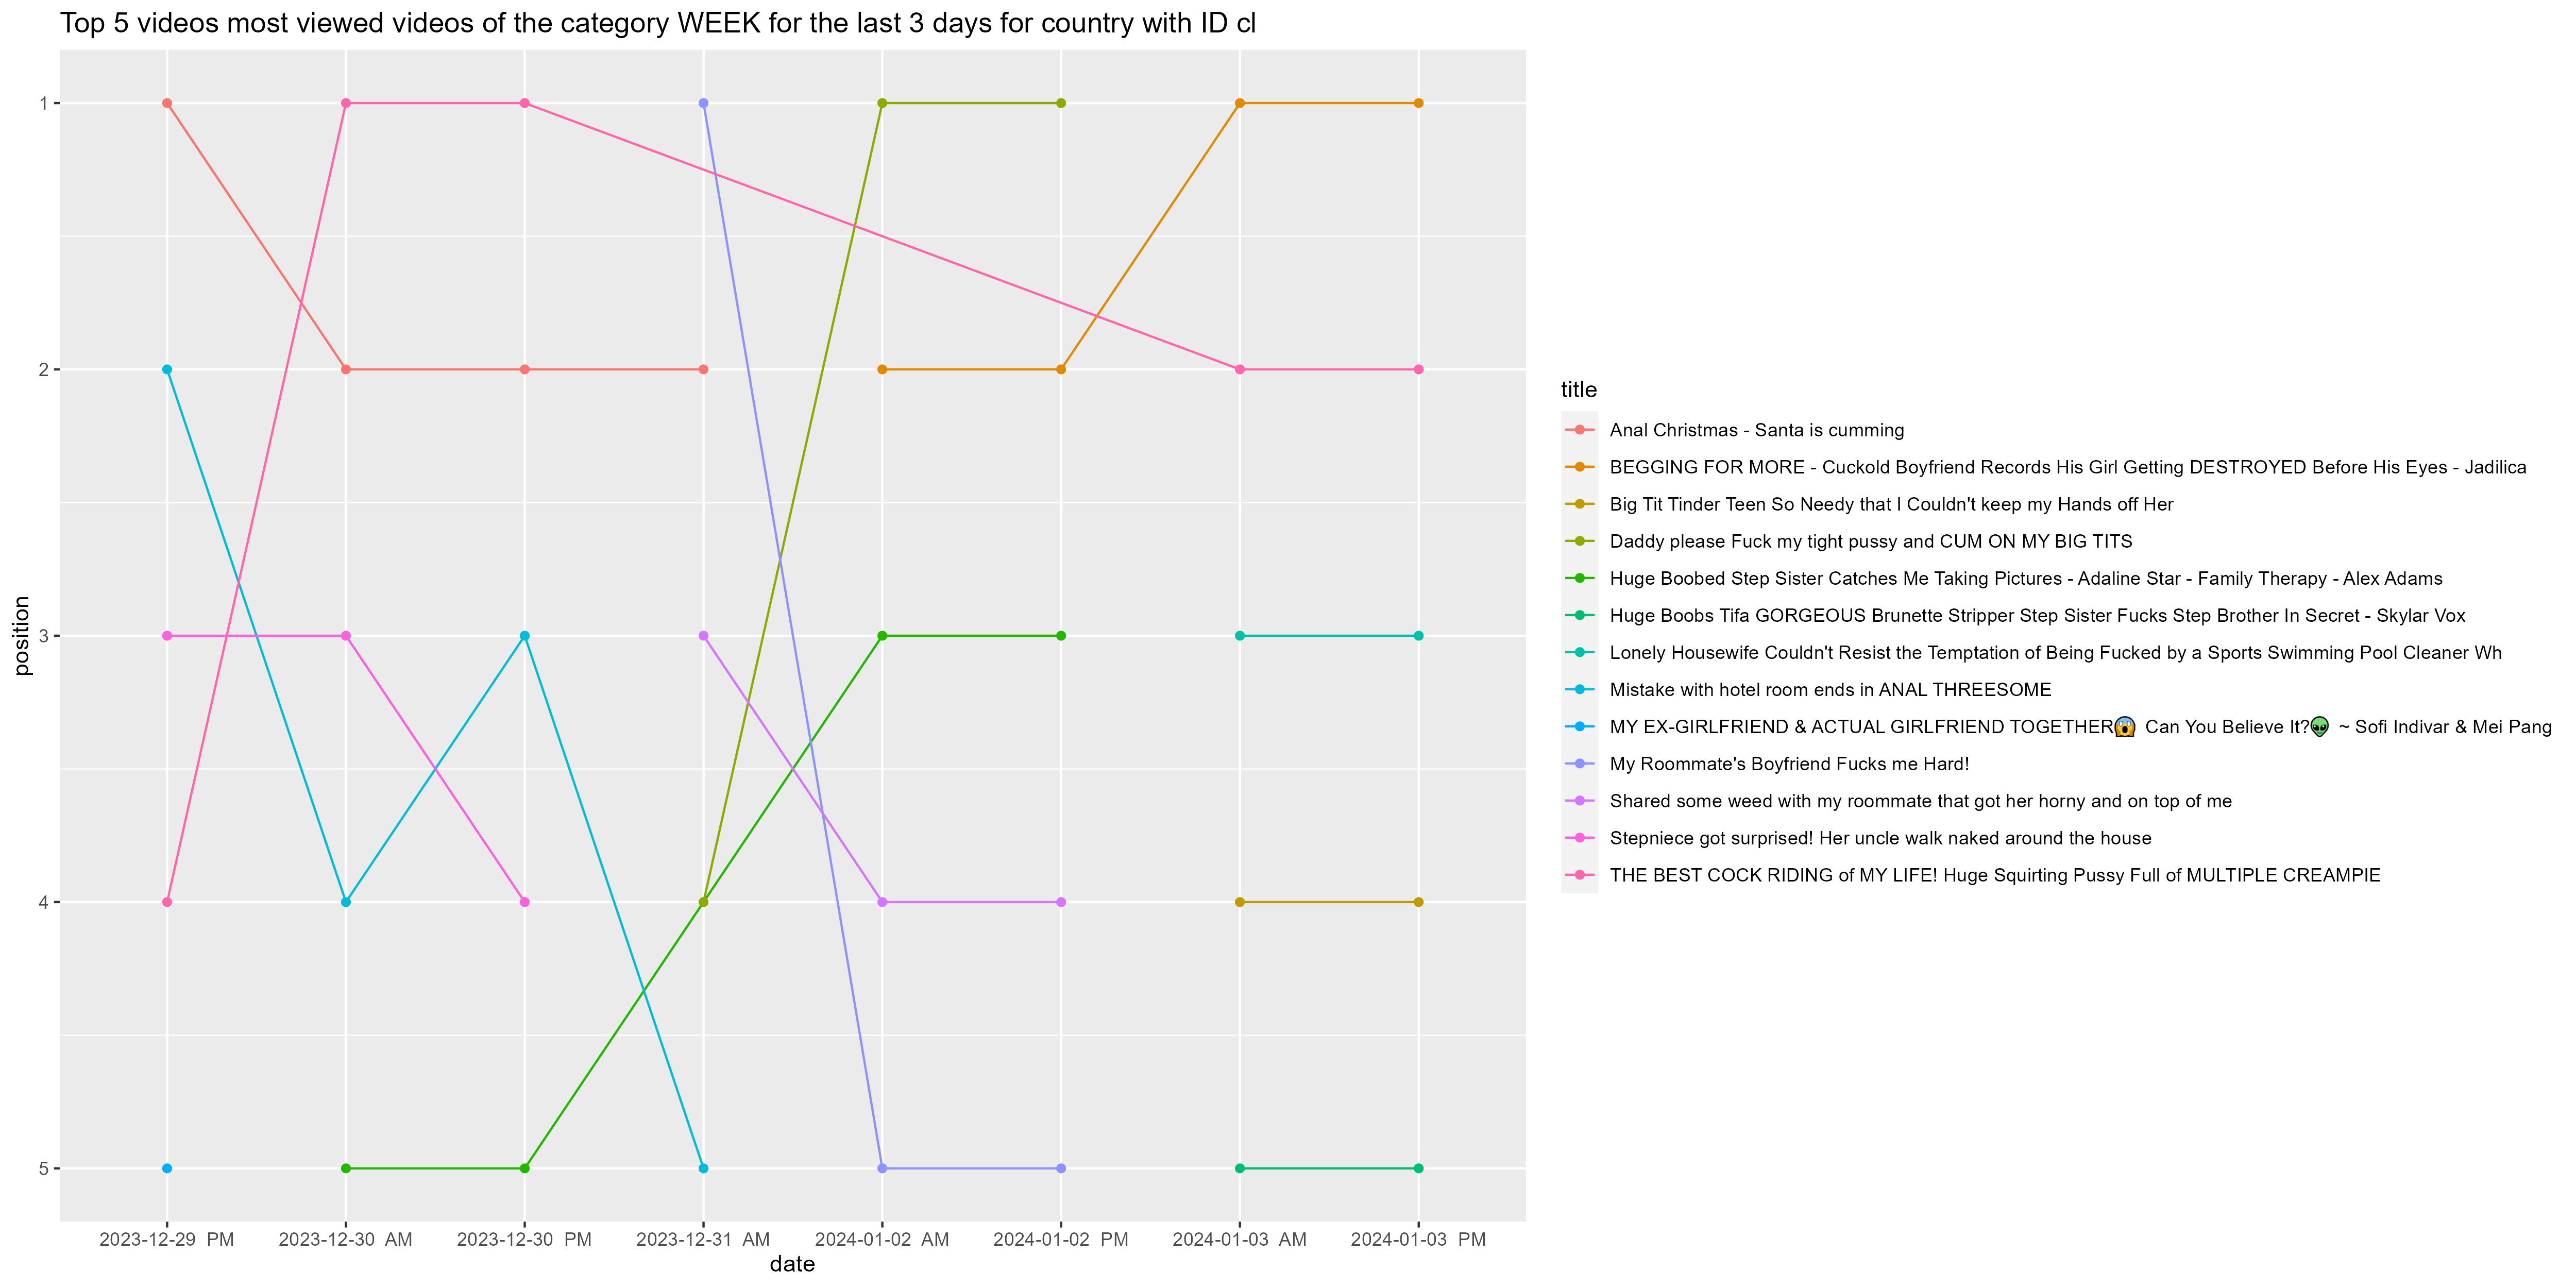 Top 5 videos most viewed videos of the category WEEK for the last 3 days for country with ID cl
position
1
2
3
4
5
2023-12-29 PM
2023-12-30 AM
2023-12-30 PM
2023-12-31 AM
2024-01-02 AM
2024-01-02 PM
2024-01-03 AM
2024-01-03 PM
date
title
Anal Christmas - Santa is cumming
BEGGING FOR MORE - Cuckold Boyfriend Records His Girl Getting DESTROYED Before His Eyes - Jadilica
Big Tit Tinder Teen So Needy that I Couldn't keep my Hands off Her
Daddy please Fuck my tight pussy and CUM ON MY BIG TITS
Huge Boobed Step Sister Catches Me Taking Pictures - Adaline Star - Family Therapy - Alex Adams
Huge Boobs Tifa GORGEOUS Brunette Stripper Step Sister Fucks Step Brother In Secret - Skylar Vox
Lonely Housewife Couldn't Resist the Temptation of Being Fucked by a Sports Swimming Pool Cleaner Wh
Mistake with hotel room ends in ANAL THREESOME
MY EX-GIRLFRIEND & ACTUAL GIRLFRIEND TOGETHER😱 Can You Believe It?👽 ~ Sofi Indivar & Mei Pang
My Roommate's Boyfriend Fucks me Hard!
Shared some weed with my roommate that got her horny and on top of me
Stepniece got surprised! Her uncle walk naked around the house
THE BEST COCK RIDING of MY LIFE! Huge Squirting Pussy Full of MULTIPLE CREAMPIE